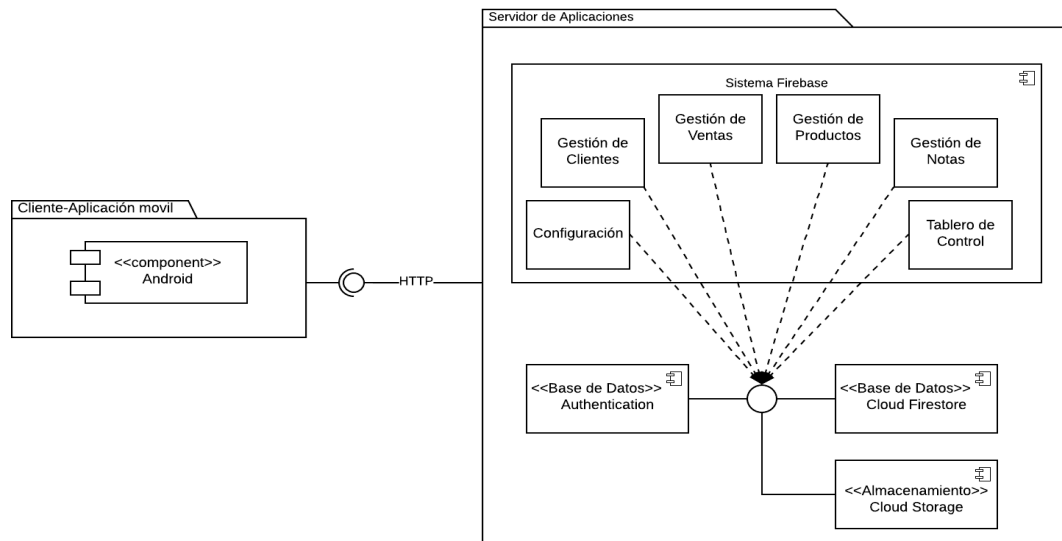 Servidor de Aplicaciones
Sistema Firebase
Gestión de
Ventas
Gestión de
Productos
Gestión de
Clientes
Gestión de
Notas
Configuración
Tablero de
Control
Cliente-Aplicación movil
<<component>>
Android
HTTP
<<Base de Datos>>
Authentication
<<Base de Datos>>
Cloud Firestore
<<Almacenamiento>>
Cloud Storage